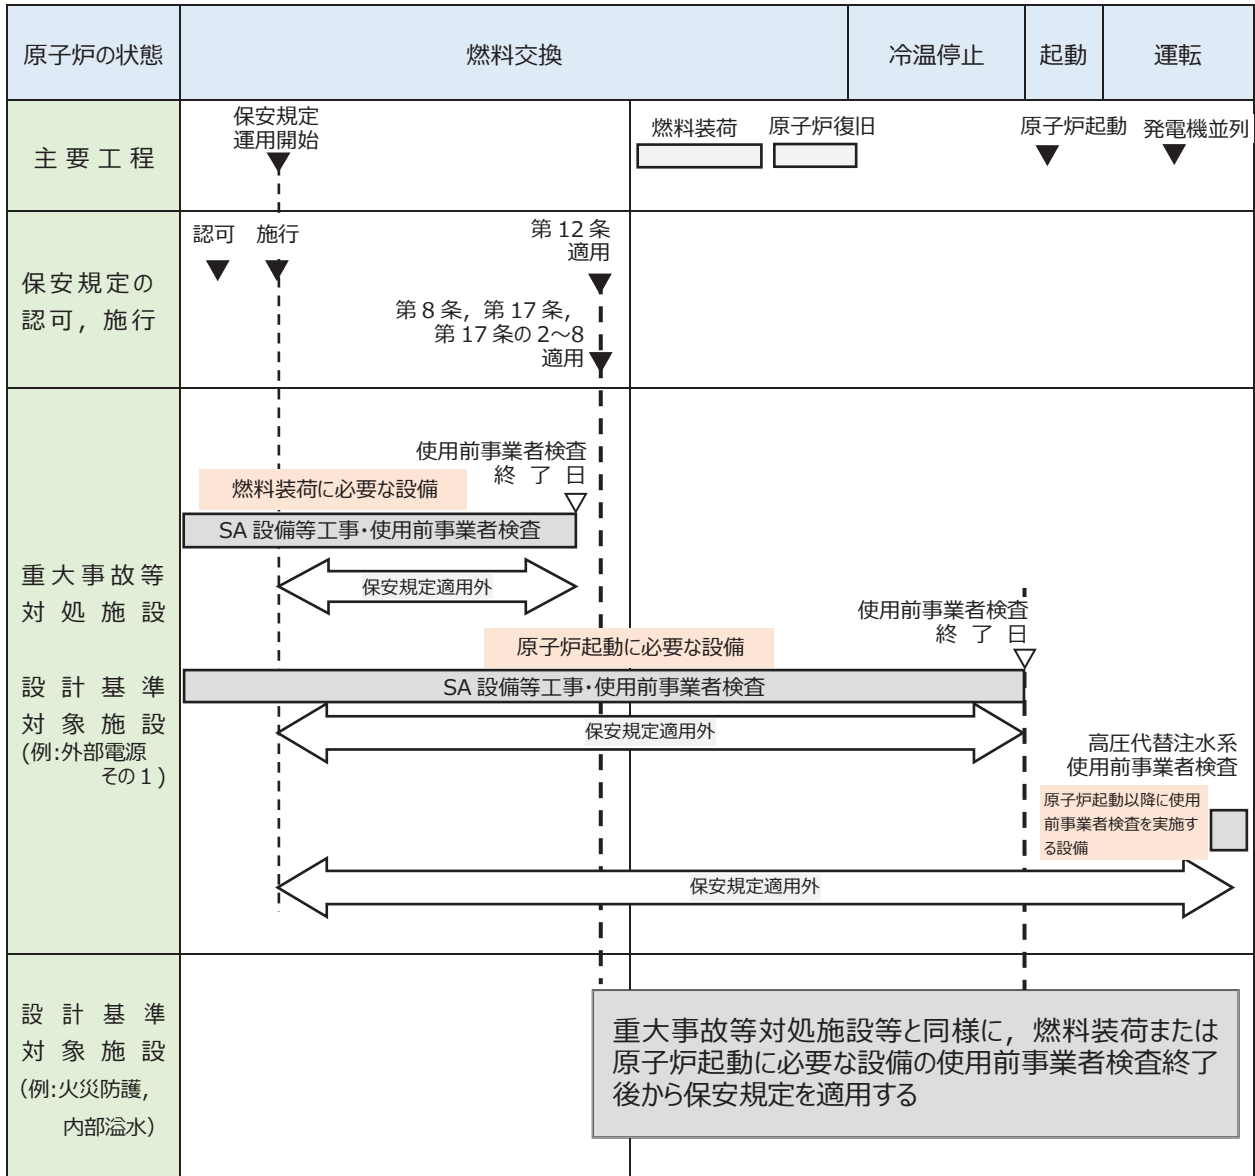 原子炉の状態
燃料交換
冷温停止
起動
運転
主要工程
保安規定
運用開始
燃料装荷
原子炉復旧
原子炉起動
発電機並列
保安規定の
認可，施行
認可
施行
第12条
適用
第8条，第17条，
第17条の2～8
適用
重大事故等
対処施設
設計基準
対象施設
(例:外部電源
その1)
使用前事業者検査
終了日
燃料装荷に必要な設備
SA設備等工事・使用前事業者検査
保安規定適用外
使用前事業者検査
終了日
原子炉起動に必要な設備
SA設備等工事・使用前事業者検査
保安規定適用外
高圧代替注水系
使用前事業者検査
原子炉起動以降に使用
前事業者検査を実施す
る設備
保安規定適用外
設計基準
対象施設
(例:火災防護，
内部溢水)
重大事故等対処施設等と同様に，燃料装荷または
原子炉起動に必要な設備の使用前事業者検査終了
後から保安規定を適用する